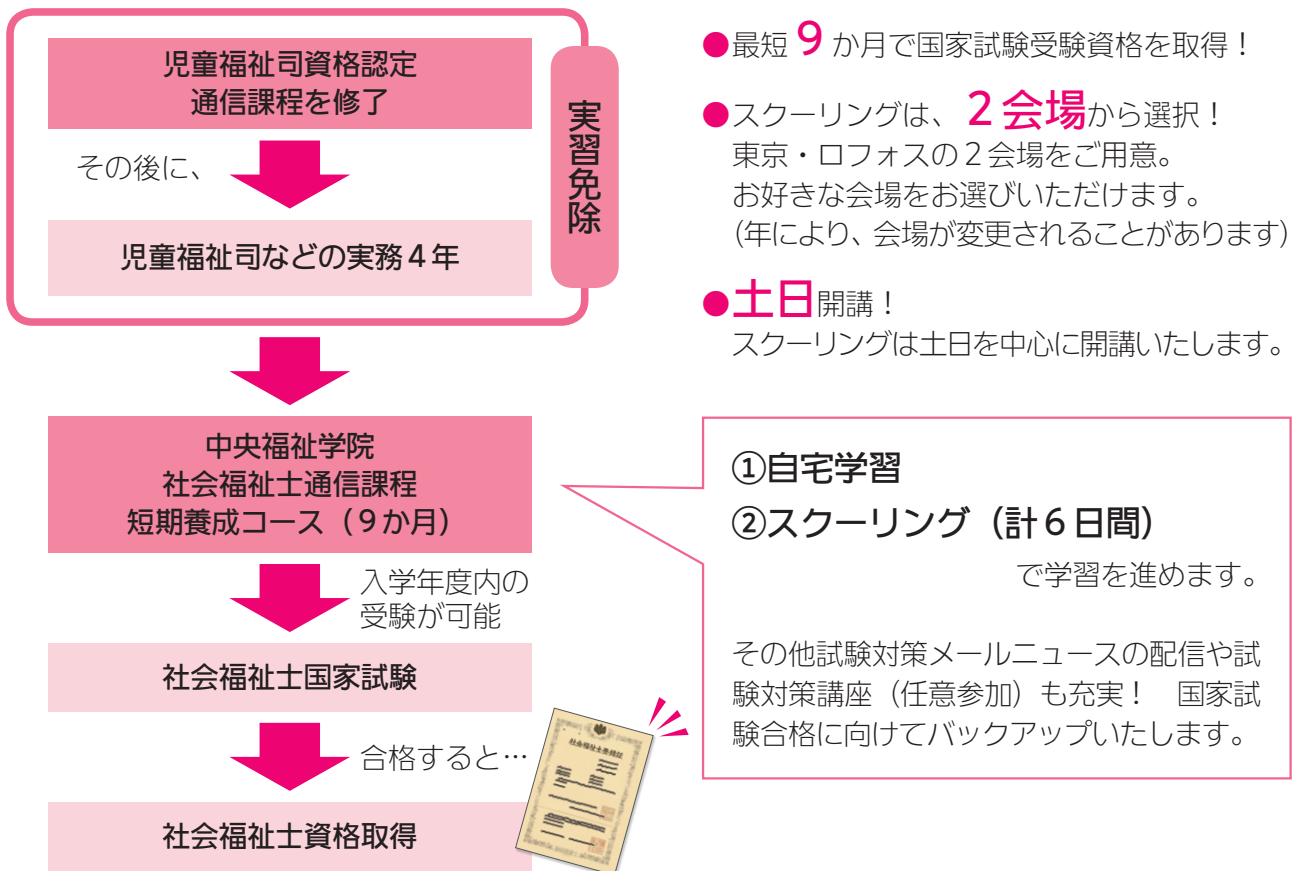 児童福祉司資格認定
通信課程を修了
その後に、
児童福祉司などの実務4年
実習免除
中央福祉学院
社会福祉士通信課程
短期養成コース（9か月）
入学年度内の
受験が可能
社会福祉士国家試験
合格すると…
社会福祉士資格取得
社会福祉士登録証
●最短 9 か月で国家試験受験資格を取得！
●スクーリングは、2会場から選択！
東京・ロフォスの2会場をご用意。
お好きな会場をお選びいただけます。
（年により、会場が変更されることがあります）
●土日開講！
スクーリングは土日を中心に開講いたします。
①自宅学習
②スクーリング（計6日間）
で学習を進めます。
その他試験対策メールニュースの配信や試
験対策講座（任意参加）も充実！　国家試
験合格に向けてバックアップいたします。